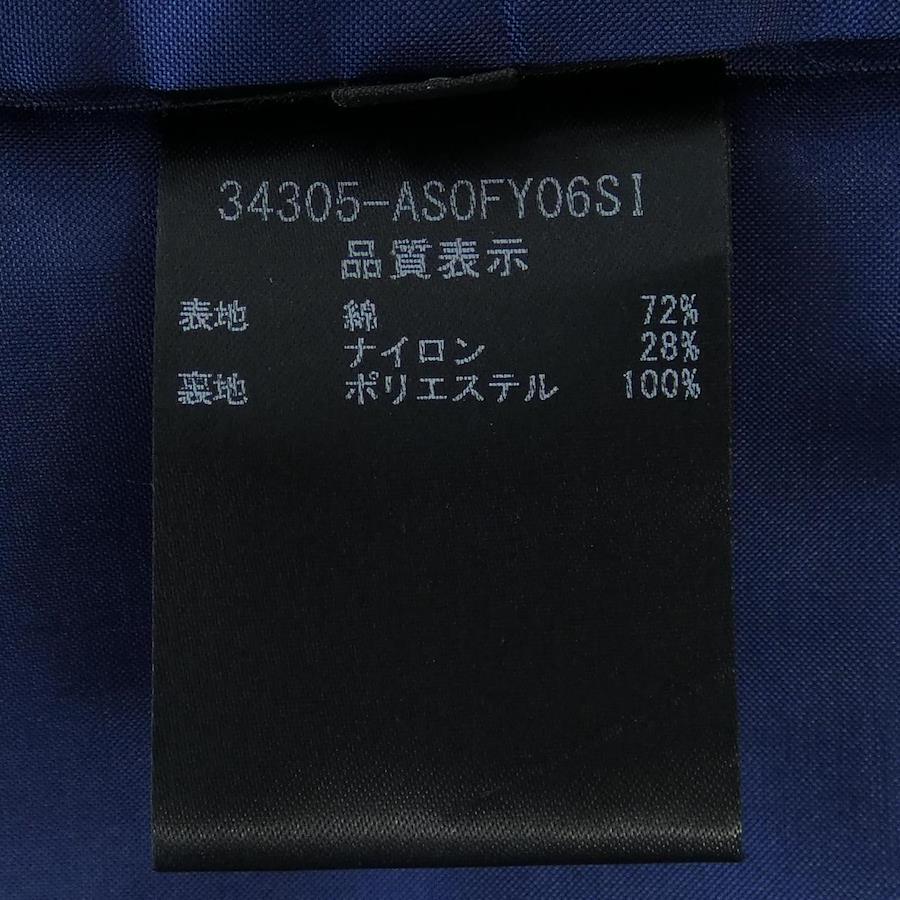 34305-AS0FY06SI
品質表示
表地 綿 72%
ナイロン 28%
裏地 ポリエステル 100%